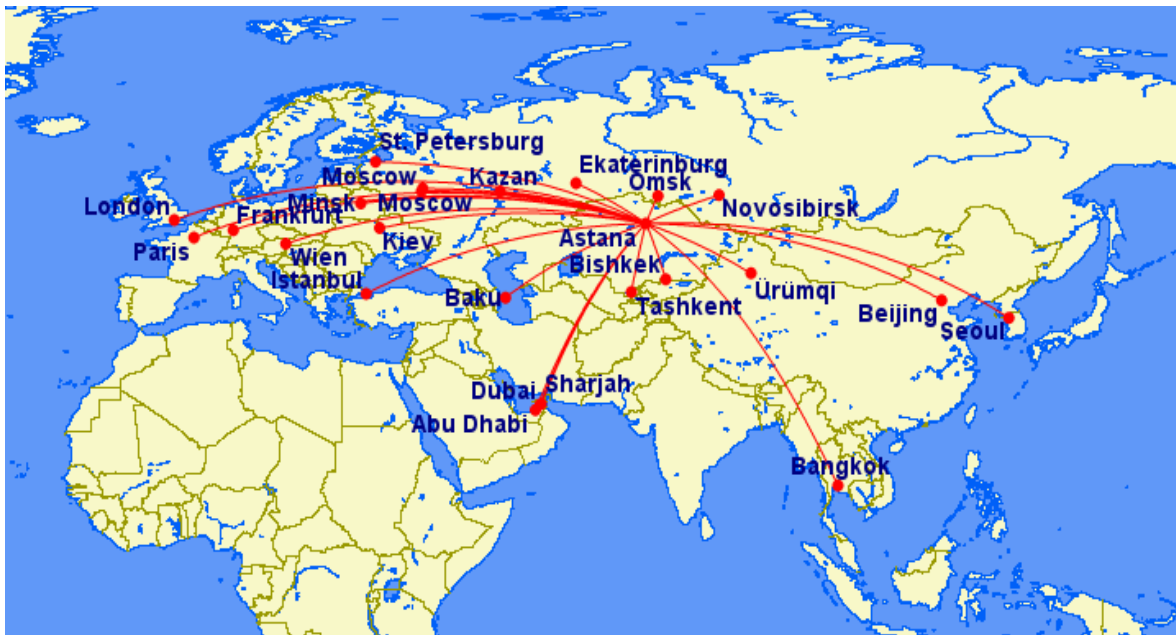 St. Petersburg
Moscow
Kazan
Ekaterinburg
Omsk
London
Minsk
Moscow
Novosibirsk
Paris
Frankfurt
Kiev
Astana
Wien
Istanbul
Bishkek
Baku
Tashkent
Ürümqi
Beijing
Seoul
Dubai
Sharjah
Abu Dhabi
Bangkok